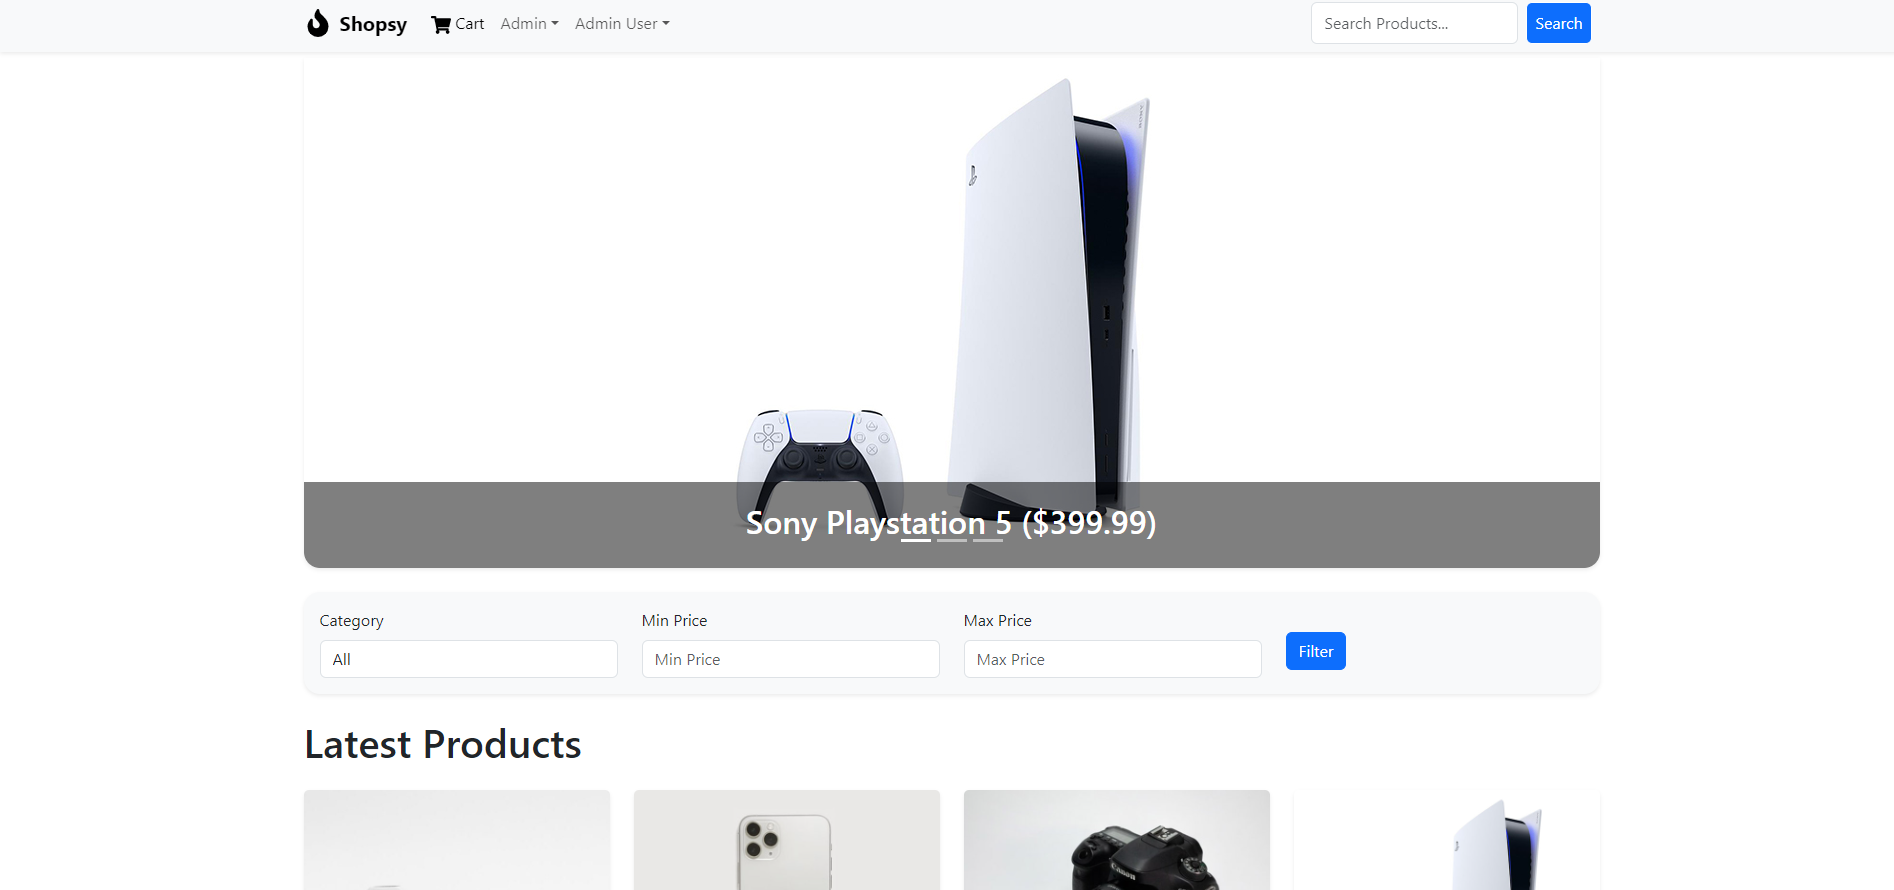 Shopsy Cart Admin Admin User Search Products... Search
Sony Playstation 5 ($399.99)
Category Min Price Max Price
All Min Price Max Price Filter
Latest Products
Canon